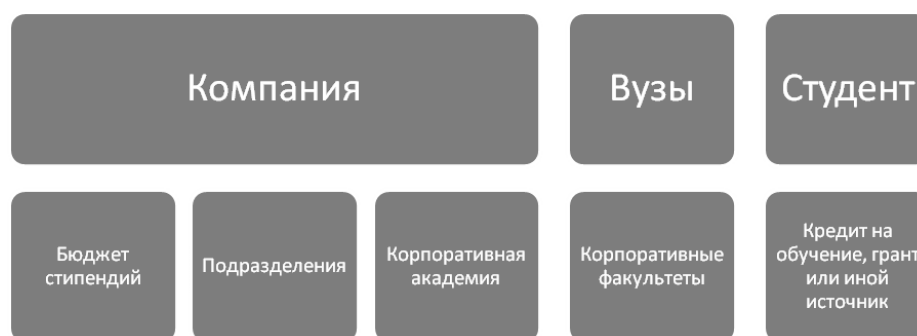 Компания
Вузы
Студент
Бюджет
стипендий
Подразделения
Корпоративная
академия
Корпоративные
факультеты
Кредит на
обучение, грант
или иной
источник